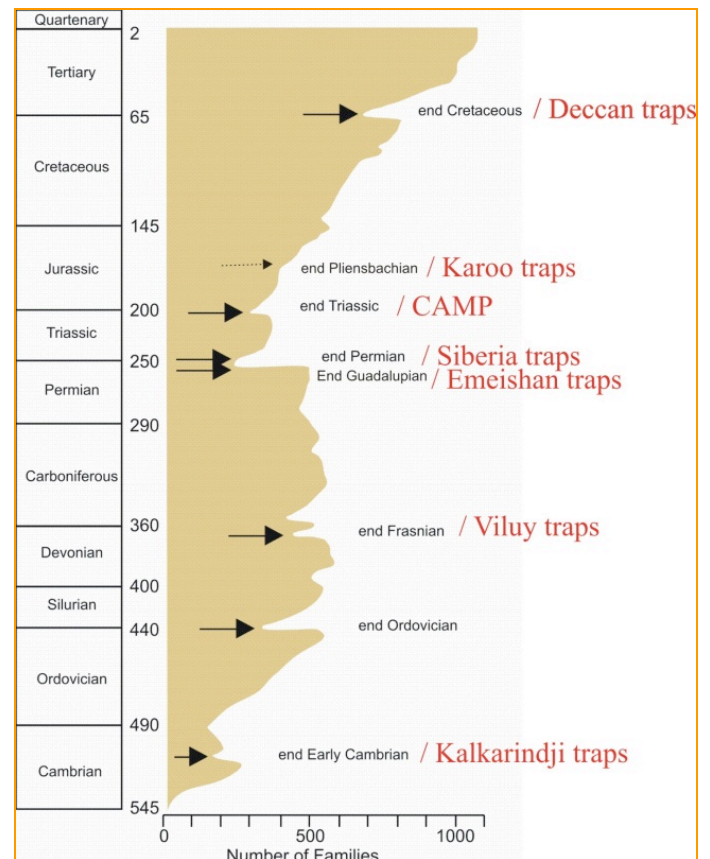 Quartenary
2
Tertiary
65
end Cretaceous / Deccan traps
Cretaceous
145
Jurassic
end Pliensbachian / Karoo traps
200
end Triassic / CAMP
Triassic
250
end Permian / Siberia traps
End Guadalupian / Emeishan traps
Permian
290
Carboniferous
360
end Frasnian / Viluy traps
Devonian
400
Silurian
440
end Ordovician
Ordovician
490
end Early Cambrian / Kalkarindji traps
Cambrian
545
0 500 1000
Number of Families